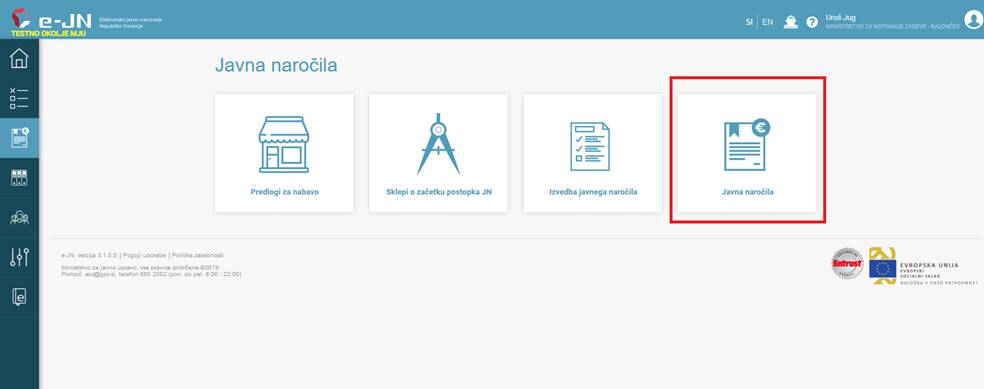 e-JN
Elektronsko javno naročanje
Republike Slovenije
TESTNO OKOLJE MJU
SI | EN
?
Uroš Jug
MINISTRSTVO ZA NOTRANJE ZADEVE - BALONČEK
Javna naročila
Predlogi za nabavo
Sklepi o začetku postopka JN
Izvedba javnega naročila
€
Javna naročila
e-JN. verzija 3.1.0.0 | Pogoji uporabe | Politika zasebnosti
Ministrstvo za javno upravo, vse pravice pridržane ©2019
Pomoč: ekc@gov.si, telefon 080 2002 (pon. do pet. 8:00 - 22:00)
Entrust
EVROPSKA UNIJA
EVROPSKI
SOCIALNI SKLAD
NALOŽBA V VAŠO PRIHODNOST